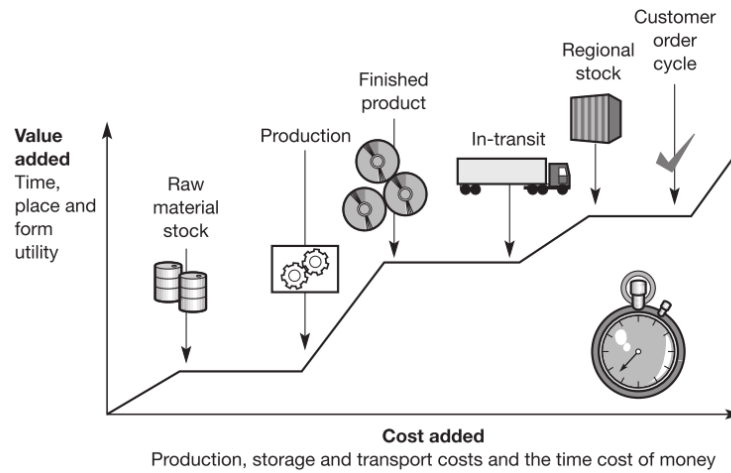 Customer
order
cycle
Regional
stock
Finished
product
In-transit
Production
Value
added
Time,
place and
form
utility
Raw
material
stock
Cost added
Production, storage and transport costs and the time cost of money